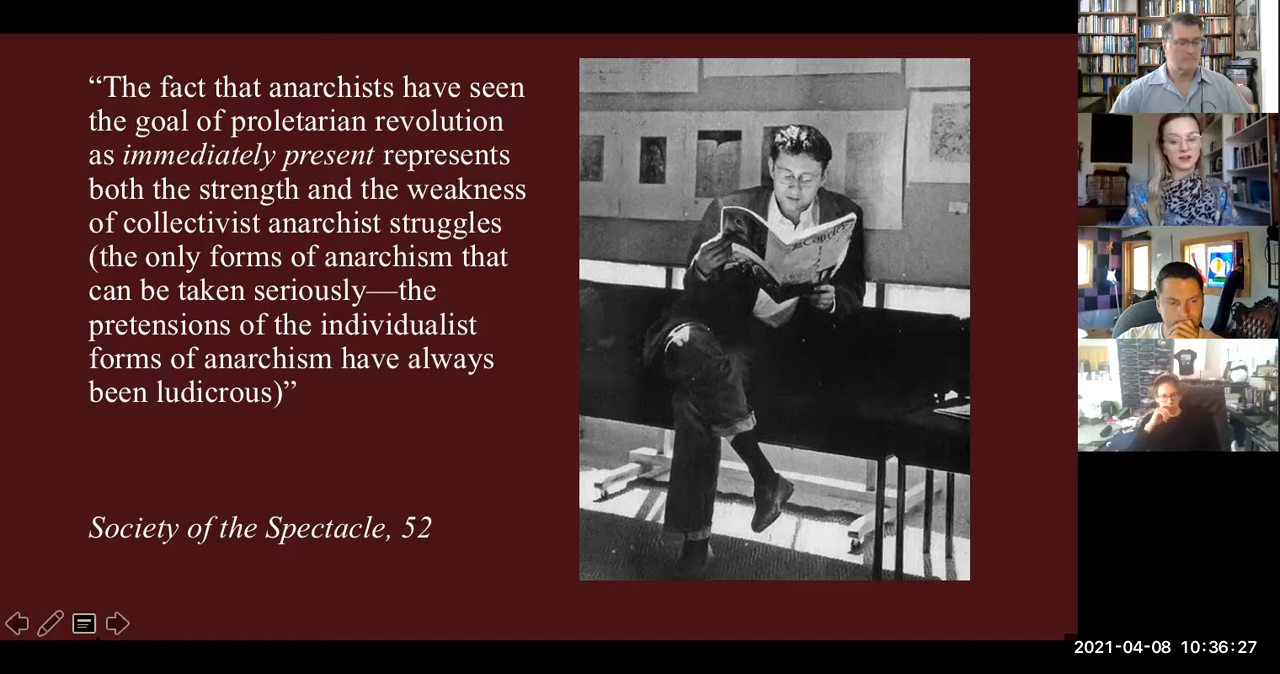 “The fact that anarchists have seen
the goal of proletarian revolution
as immediately present represents
both the strength and the weakness
of collectivist anarchist struggles
(the only forms of anarchism that
can be taken seriously—the
pretensions of the individualist
forms of anarchism have always
been ludicrous)”
Society of the Spectacle, 52
2021-04-08 10:36:27